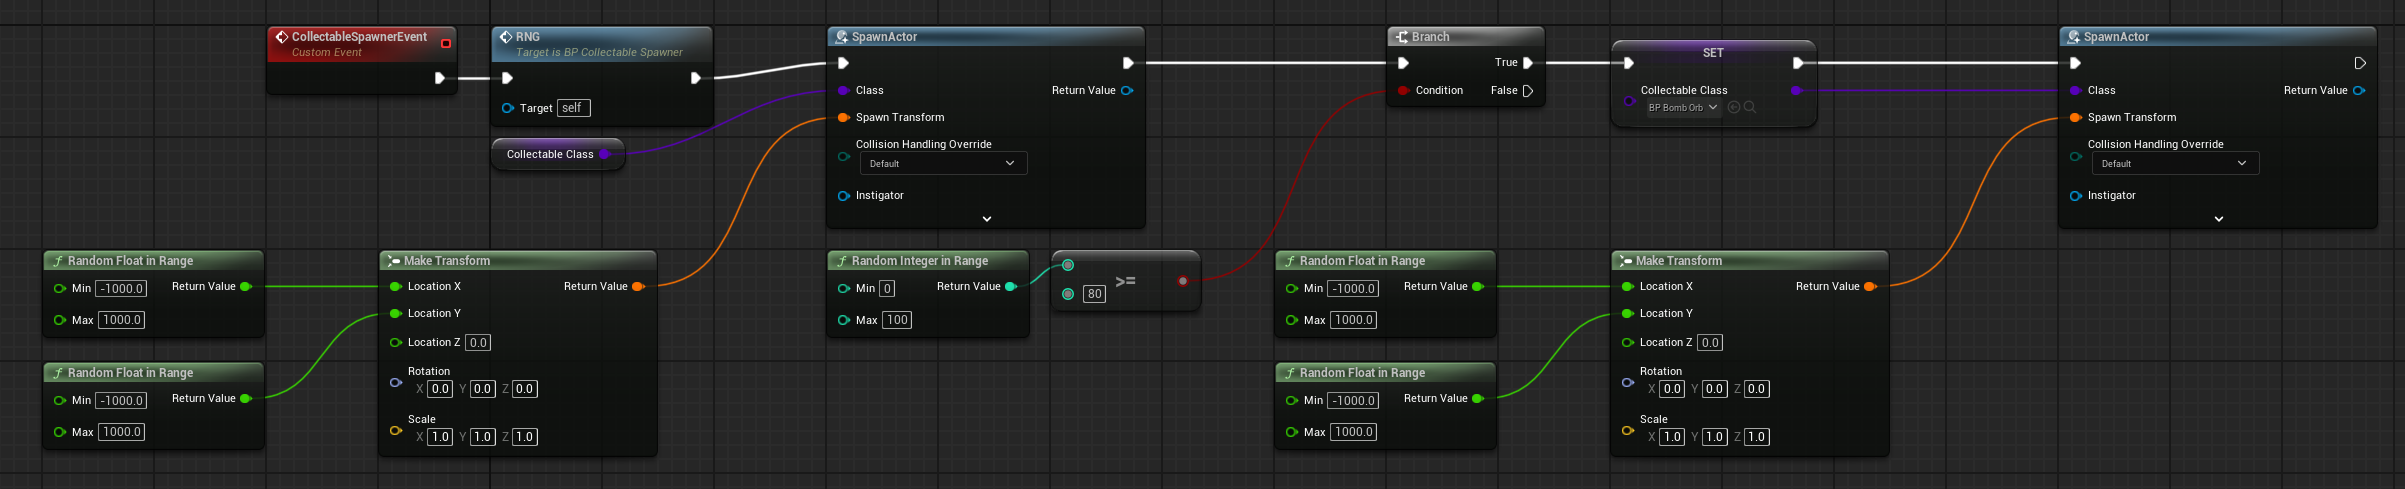 CollectableSpawnerEvent
Custom Event
RNG
Target is BP Collectable Spawner
Target self
Collectable Class
SpawnActor
Class
Return Value
Spawn Transform
Collision Handling Override
Default
Instigator
Branch
True
Condition
False
SET
Collectable Class
BP Bomb Orb
SpawnActor
Class
Return Value
Spawn Transform
Collision Handling Override
Default
Instigator
Random Float in Range
Min -1000.0
Return Value
Max 1000.0
Random Float in Range
Min -1000.0
Return Value
Max 1000.0
Make Transform
Location X
Return Value
Location Y
Location Z 0.0
Rotation
X 0.0 Y 0.0 Z 0.0
Scale
X 1.0 Y 1.0 Z 1.0
Random Integer in Range
Min 0
Return Value
Max 100
>=
80
Random Float in Range
Min -1000.0
Return Value
Max 1000.0
Random Float in Range
Min -1000.0
Return Value
Max 1000.0
Make Transform
Location X
Return Value
Location Y
Location Z 0.0
Rotation
X 0.0 Y 0.0 Z 0.0
Scale
X 1.0 Y 1.0 Z 1.0